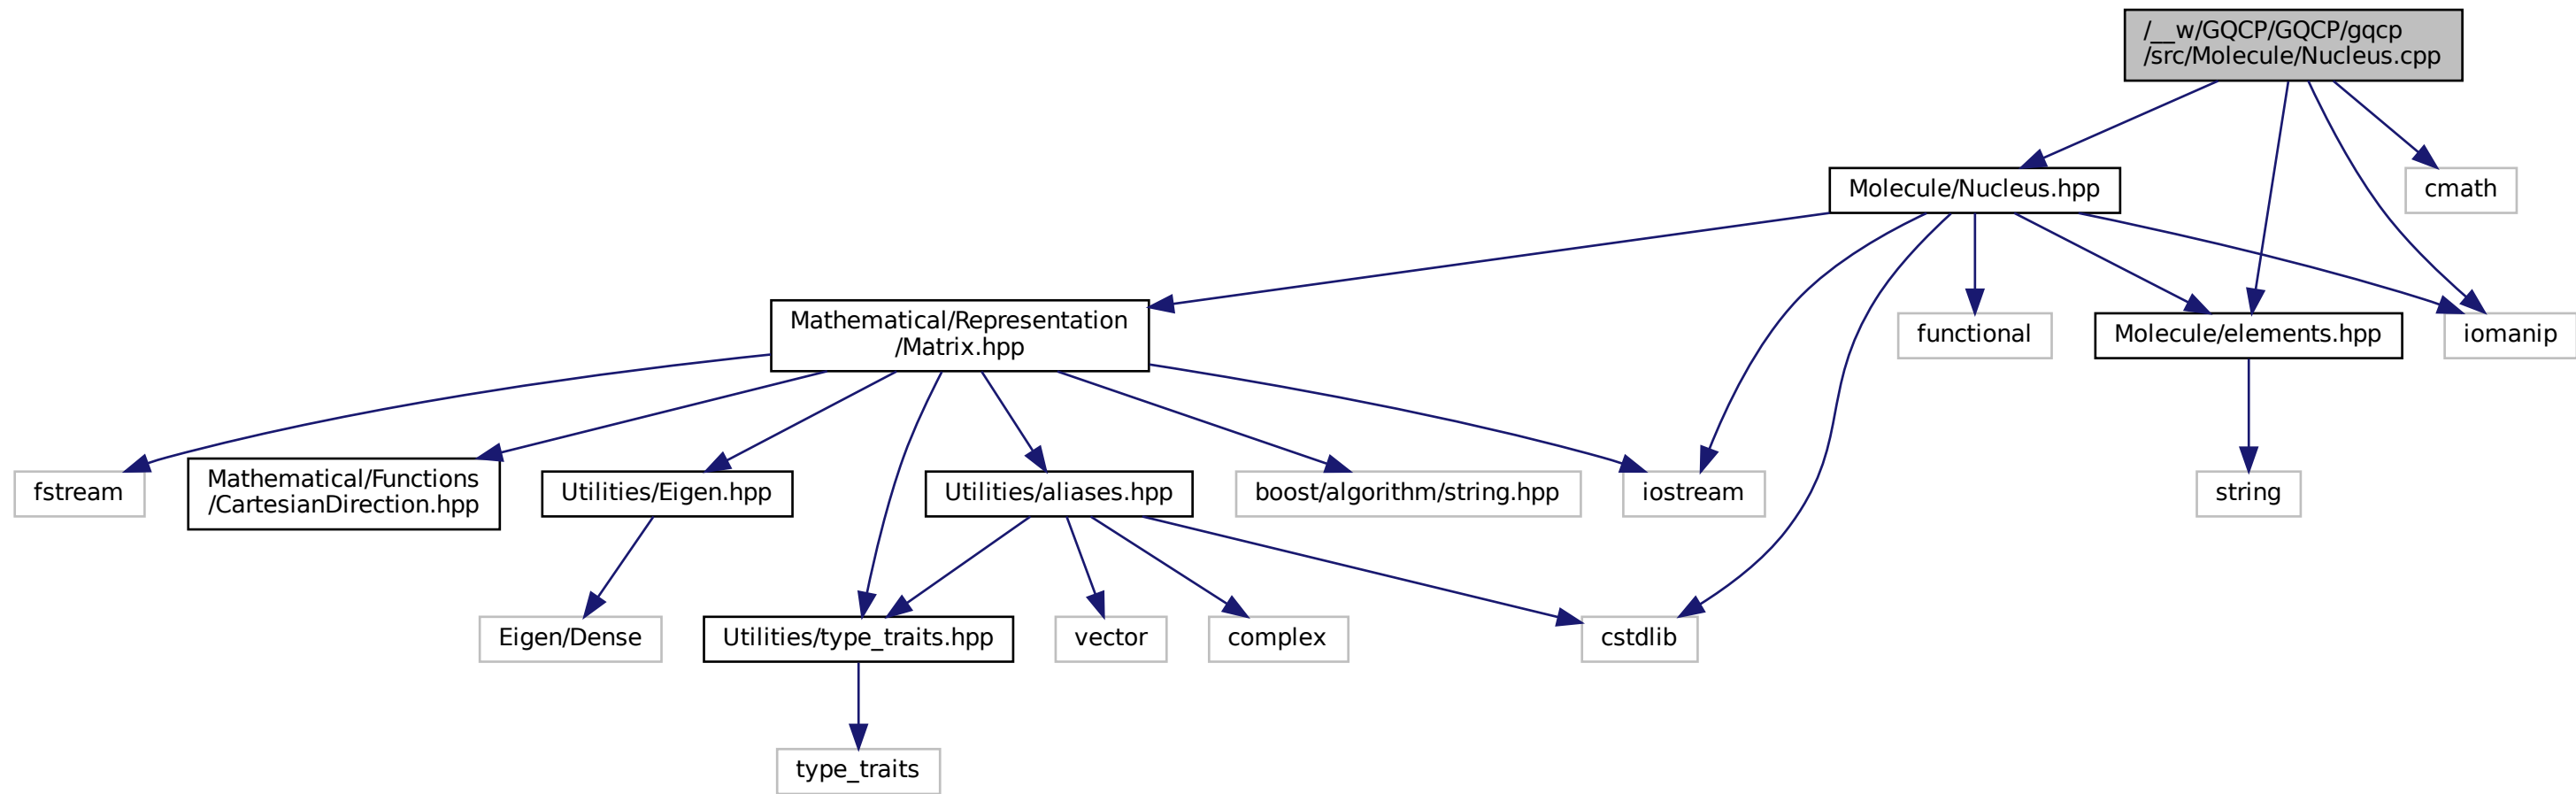 /__w/GQCP/GQCP/gqcp
/src/Molecule/Nucleus.cpp
Molecule/Nucleus.hpp
cmath
Mathematical/Representation
/Matrix.hpp
functional
Molecule/elements.hpp
iomanip
fstream
Mathematical/Functions
/CartesianDirection.hpp
Utilities/Eigen.hpp
Utilities/aliases.hpp
boost/algorithm/string.hpp
iostream
string
Eigen/Dense
Utilities/type_traits.hpp
vector
complex
cstdlib
type_traits